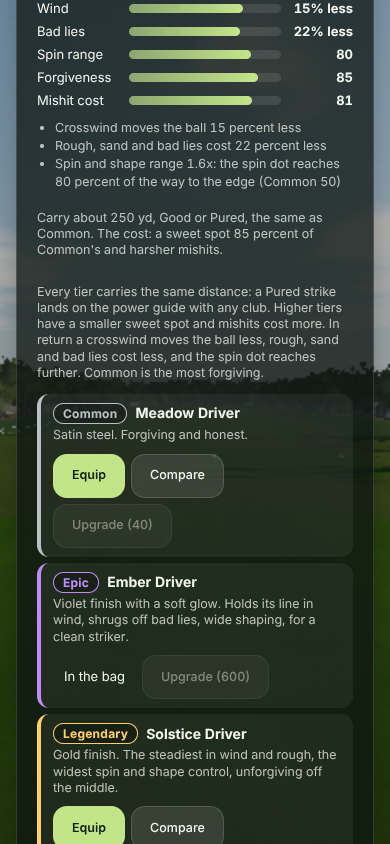 Wind 15% less
Bad lies 22% less
Spin range 80
Forgiveness 85
Mishit cost 81
• Crosswind moves the ball 15 percent less
• Rough, sand and bad lies cost 22 percent less
• Spin and shape range 1.6x: the spin dot reaches
80 percent of the way to the edge (Common 50)
Carry about 250 yd, Good or Pured, the same as
Common. The cost: a sweet spot 85 percent of
Common's and harsher mishits.
Every tier carries the same distance: a Pured strike
lands on the power guide with any club. Higher tiers
have a smaller sweet spot and mishits cost more. In
return a crosswind moves the ball less, rough, sand
and bad lies cost less, and the spin dot reaches
further. Common is the most forgiving.
Common Meadow Driver
Satin steel. Forgiving and honest.
Equip Compare
Upgrade (40)
Epic Ember Driver
Violet finish with a soft glow. Holds its line in
wind, shrugs off bad lies, wide shaping, for a
clean striker.
In the bag Upgrade (600)
Legendary Solstice Driver
Gold finish. The steadiest in wind and rough, the
widest spin and shape control, unforgiving off
the middle.
Equip Compare